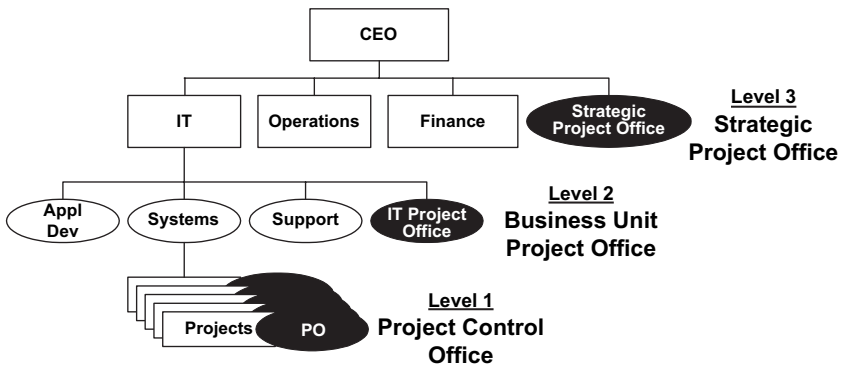 CEO
IT
Operations
Finance
Strategic
Project Office
Level 3
Strategic
Project Office
Appl
Dev
Systems
Support
IT Project
Office
Level 2
Business Unit
Project Office
Projects
PO
Level 1
Project Control
Office